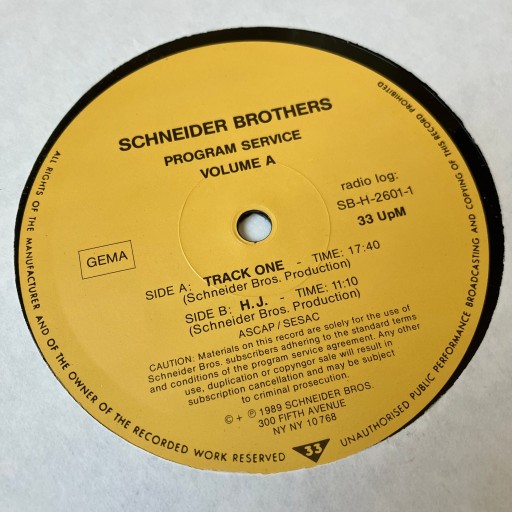 SCHNEIDER BROTHERS
PROGRAM SERVICE
VOLUME A
radio log:
SB-H-2601-1
33 UpM
GEMA
SIDE A: TRACK ONE - TIME: 17:40
(Schneider Bros. Production)
SIDE B: H.J. - TIME: 11:10
(Schneider Bros. Production)
ASCAP / SESAC
CAUTION: Materials on this record are solely for the use of
Schneider Bros. subscribers adhering to the standard terms
and conditions of the program service agreement. Any other
use, duplication or copyright sale will result in
subscription cancellation and may be subject
to criminal prosecution.
© + ℗ 1989 SCHNEIDER BROS.
300 FIFTH AVENUE
NY NY 10768
ALL RIGHTS OF THE MANUFACTURER AND OF THE OWNER OF THE RECORDED WORK RESERVED
33
UNAUTHORISED PUBLIC PERFORMANCE BROADCASTING AND COPYING OF THIS RECORD PROHIBITED